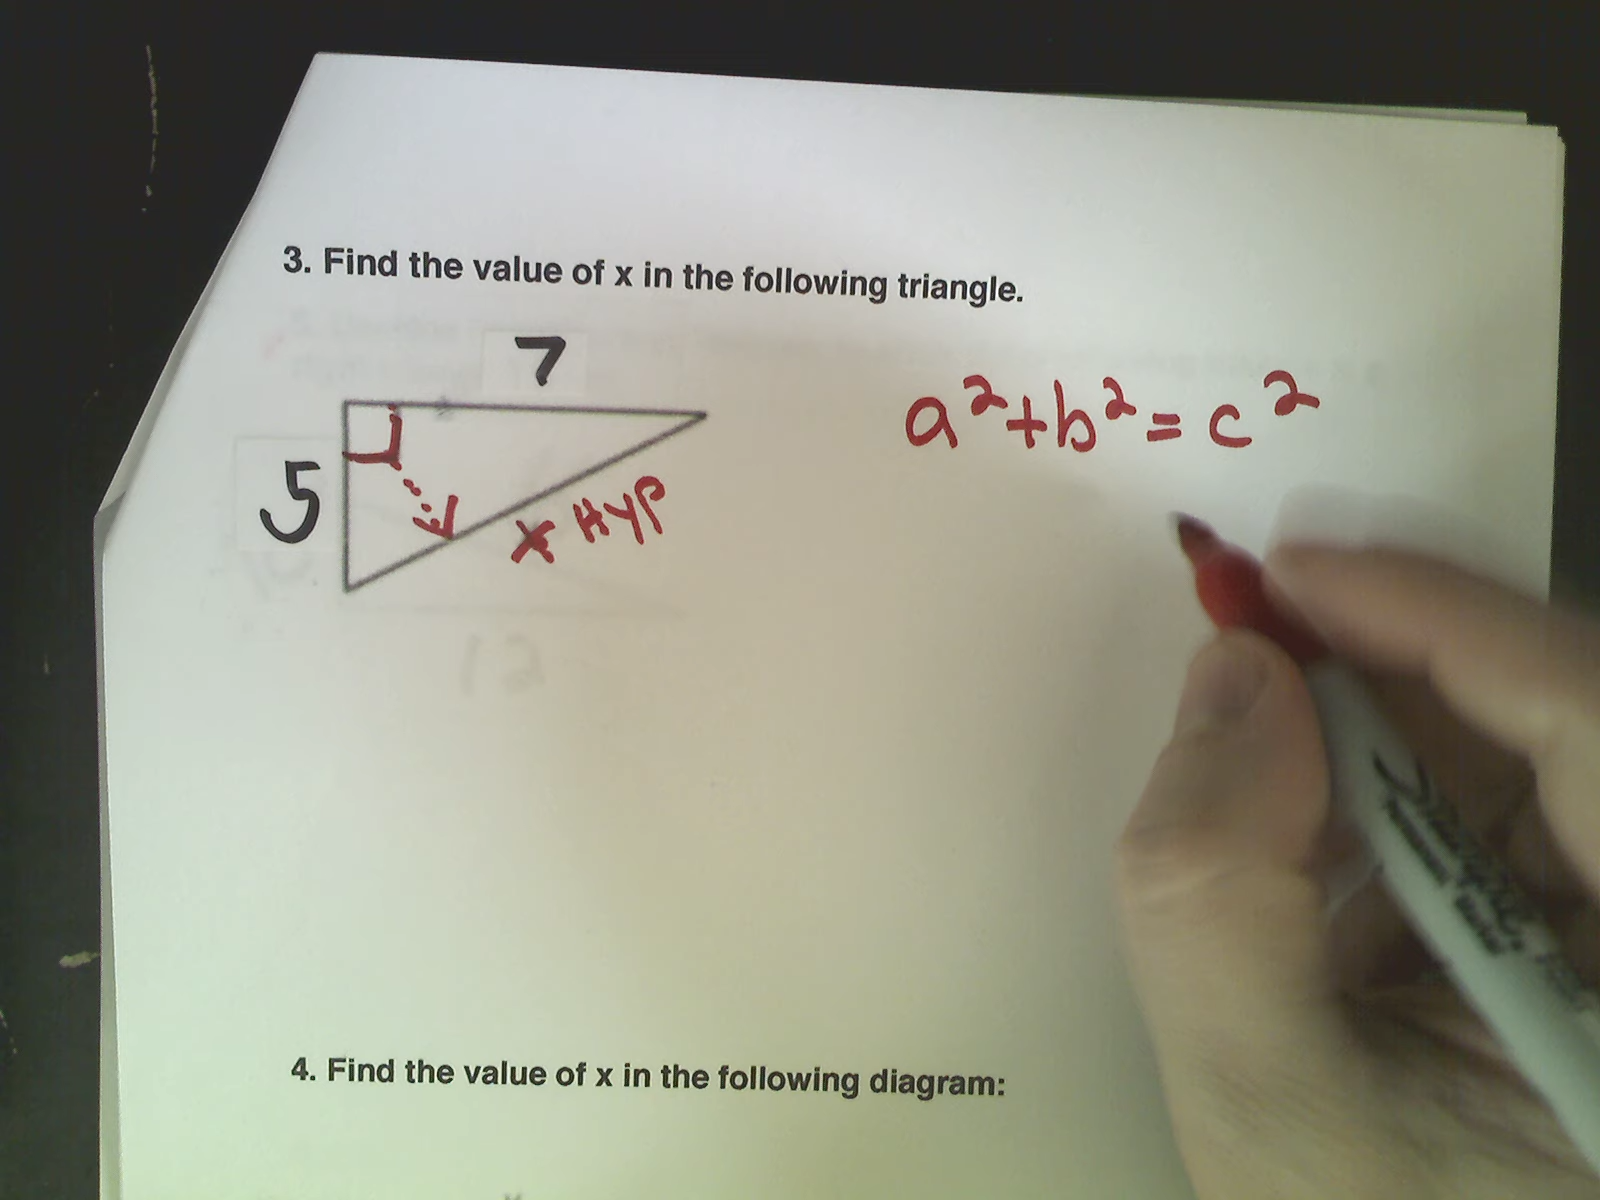 3. Find the value of x in the following triangle.
7
a²+b²=c²
5
x HYP
12
4. Find the value of x in the following diagram: